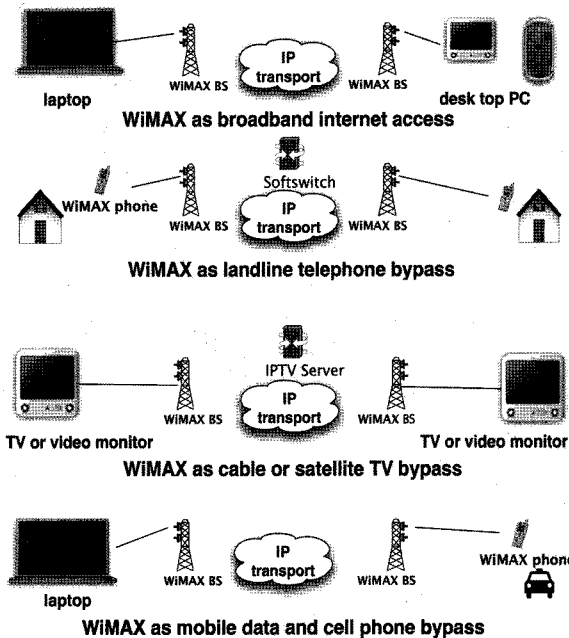 IP
transport
WiMAX BS
WiMAX BS
laptop
desk top PC
WiMAX as broadband internet access
Softswitch
WiMAX phone
WiMAX BS
IP
transport
WiMAX BS
WiMAX as landline telephone bypass
IPTV Server
IP
transport
TV or video monitor
WiMAX BS
WiMAX BS
TV or video monitor
WiMAX as cable or satellite TV bypass
IP
transport
WiMAX BS
WiMAX BS
WiMAX phone
laptop
WiMAX as mobile data and cell phone bypass